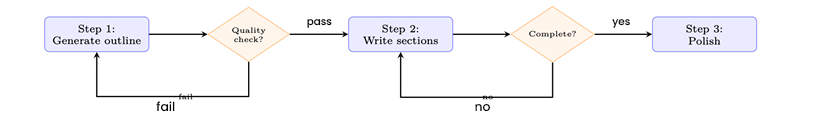 Step 1:
Generate outline
Quality
check?
pass
Step 2:
Write sections
Complete?
yes
Step 3:
Polish
fail
fail
no
no